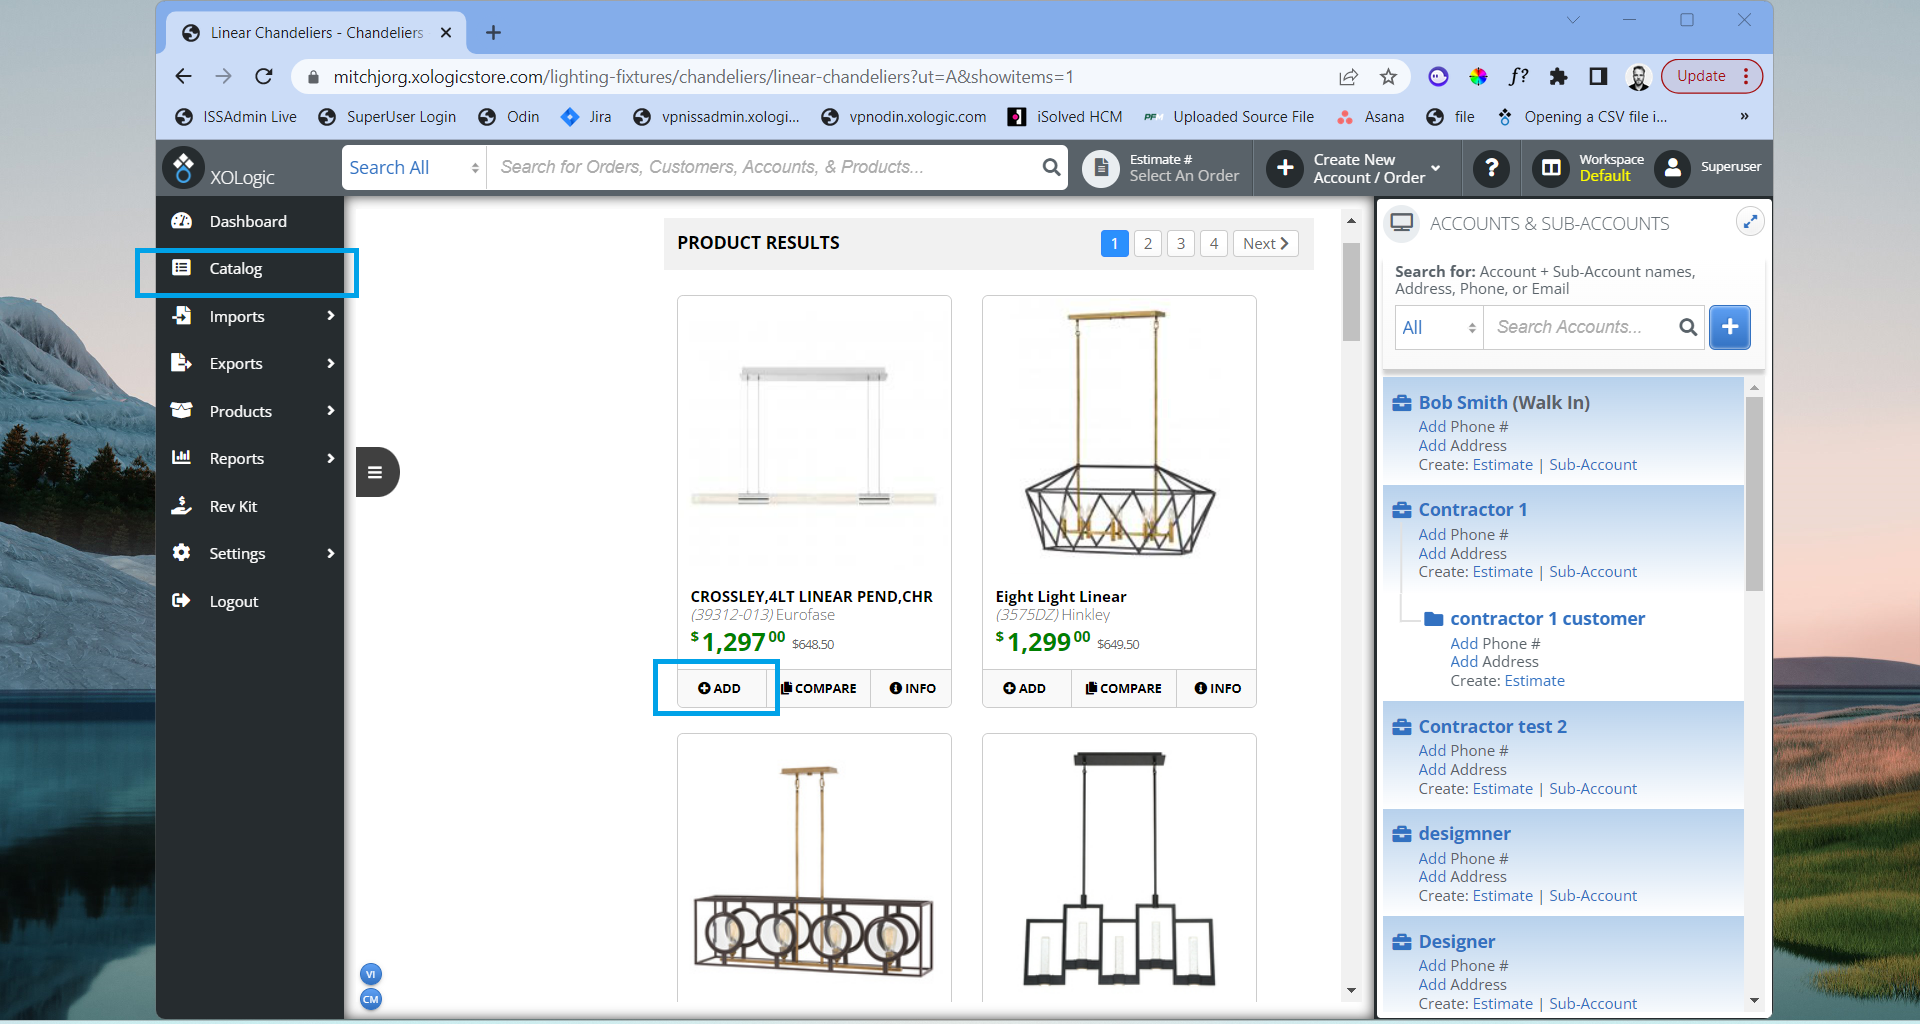 Linear Chandeliers - Chandeliers
mitchjorg.xologicstore.com/lighting-fixtures/chandeliers/linear-chandeliers?ut=A&showitems=1
f?
Update
ISSAdmin Live
SuperUser Login
Odin
Jira
vpnissadmin.xologi...
vpnodin.xologic.com
iSolved HCM
Uploaded Source File
Asana
file
Opening a CSV file i...
»
XOLogic
Search All
Search for Orders, Customers, Accounts, & Products...
Estimate #
Select An Order
Create New
Account / Order
?
Workspace
Default
Superuser
Dashboard
Catalog
Imports
Exports
Products
Reports
Rev Kit
Settings
Logout
PRODUCT RESULTS
1 2 3 4 Next
CROSSLEY,4LT LINEAR PEND,CHR
(39312-013) Eurofase
$1,297.00 $648.50
ADD COMPARE INFO
Eight Light Linear
(3575DZ) Hinkley
$1,299.00 $649.50
ADD COMPARE INFO
VI
CM
ACCOUNTS & SUB-ACCOUNTS
Search for: Account + Sub-Account names,
Address, Phone, or Email
All
Search Accounts...
Bob Smith (Walk In)
Add Phone #
Add Address
Create: Estimate | Sub-Account
Contractor 1
Add Phone #
Add Address
Create: Estimate | Sub-Account
contractor 1 customer
Add Phone #
Add Address
Create: Estimate
Contractor test 2
Add Phone #
Add Address
Create: Estimate | Sub-Account
desigmner
Add Phone #
Add Address
Create: Estimate | Sub-Account
Designer
Add Phone #
Add Address
Create: Estimate | Sub-Account